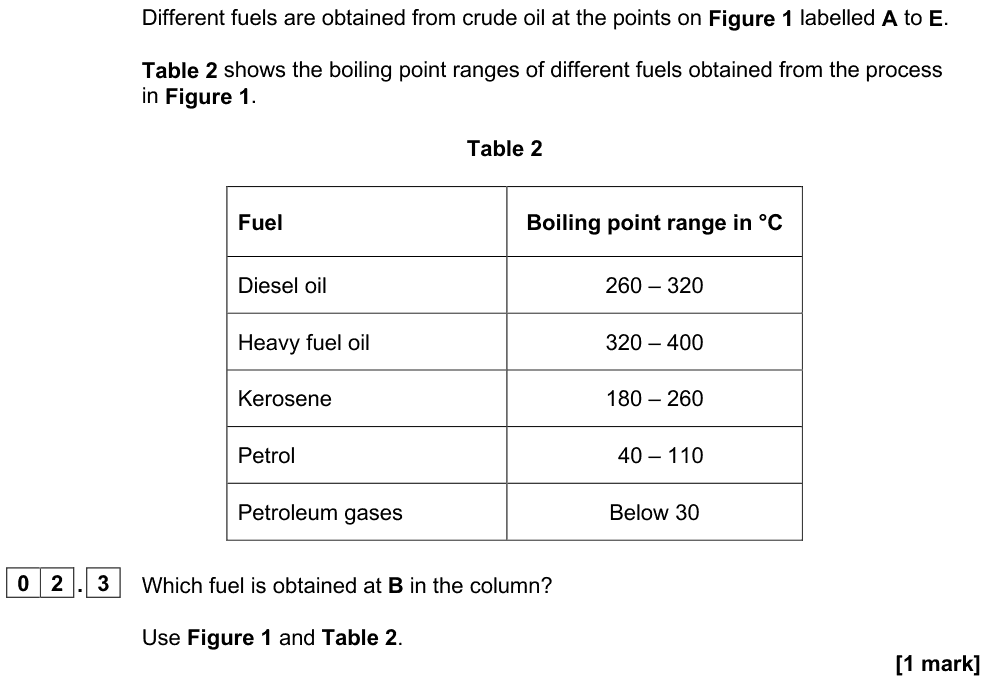 Different fuels are obtained from crude oil at the points on Figure 1 labelled A to E.
Table 2 shows the boiling point ranges of different fuels obtained from the process
in Figure 1.
Table 2
Fuel Boiling point range in °C
Diesel oil 260 – 320
Heavy fuel oil 320 – 400
Kerosene 180 – 260
Petrol 40 – 110
Petroleum gases Below 30
0 2 . 3 Which fuel is obtained at B in the column?
Use Figure 1 and Table 2.
[1 mark]